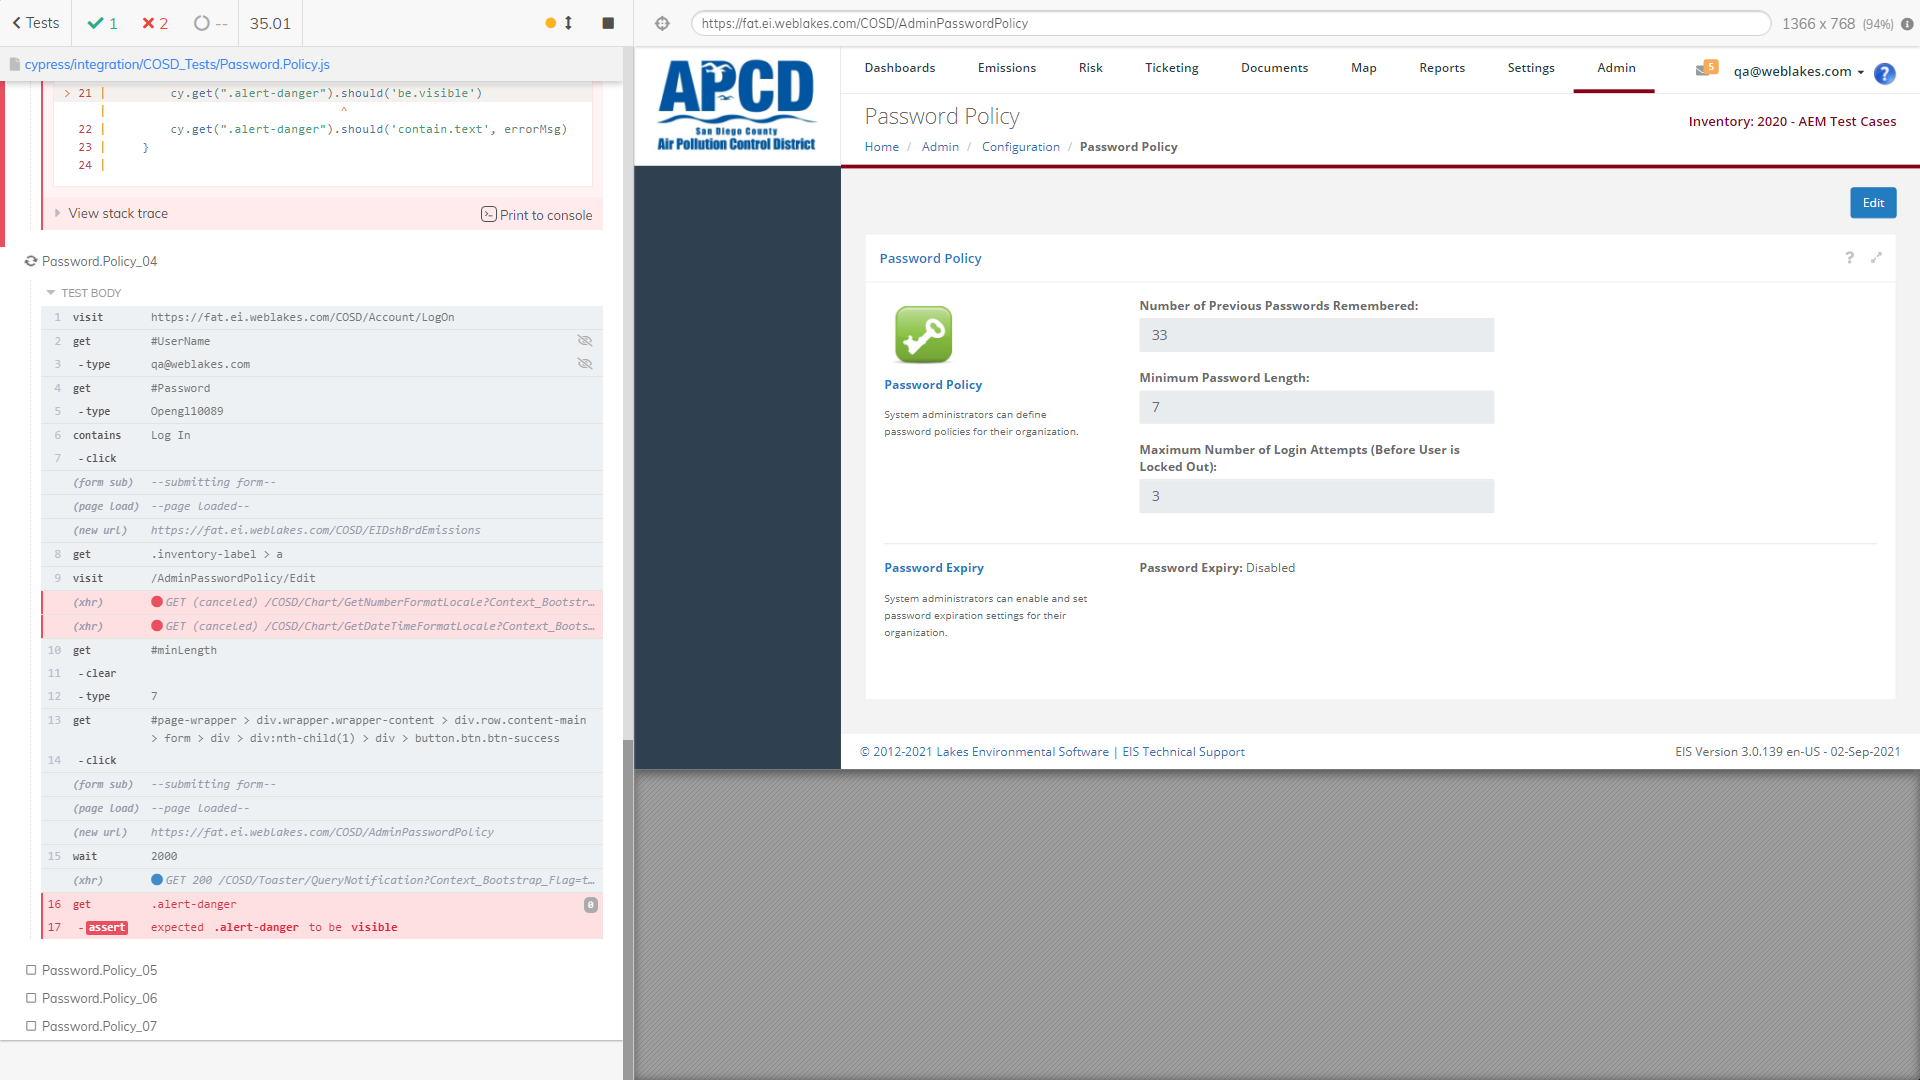 Tests
1
2
--
35.01
https://fat.ei.weblakes.com/COSD/AdminPasswordPolicy
1366 x 768 (94%)
cypress/integration/COSD_Tests/Password.Policy.js
> 21 | cy.get(".alert-danger").should('be.visible')
| ^
22 | cy.get(".alert-danger").should('contain.text', errorMsg)
23 | }
24 |
View stack trace
Print to console
Password.Policy_04
TEST BODY
1 visit https://fat.ei.weblakes.com/COSD/Account/LogOn
2 get #UserName
3 -type qa@weblakes.com
4 get #Password
5 -type Opengl10089
6 contains Log In
7 -click
(form sub) --submitting form--
(page load) --page loaded--
(new url) https://fat.ei.weblakes.com/COSD/EIDshBrdEmissions
8 get .inventory-label > a
9 visit /AdminPasswordPolicy/Edit
(xhr) GET (canceled) /COSD/Chart/GetNumberFormatLocale?Context_Bootstr…
(xhr) GET (canceled) /COSD/Chart/GetDateTimeFormatLocale?Context_Boots…
10 get #minLength
11 -clear
12 -type 7
13 get #page-wrapper > div.wrapper.wrapper-content > div.row.content-main
> form > div > div:nth-child(1) > div > button.btn.btn-success
14 -click
(form sub) --submitting form--
(page load) --page loaded--
(new url) https://fat.ei.weblakes.com/COSD/AdminPasswordPolicy
15 wait 2000
(xhr) GET 200 /COSD/Toaster/QueryNotification?Context_Bootstrap_Flag=t…
16 get .alert-danger 0
17 -assert expected .alert-danger to be visible
Password.Policy_05
Password.Policy_06
Password.Policy_07
APCD
San Diego County
Air Pollution Control District
Dashboards Emissions Risk Ticketing Documents Map Reports Settings Admin 5 qa@weblakes.com ?
Password Policy
Inventory: 2020 - AEM Test Cases
Home / Admin / Configuration / Password Policy
Edit
Password Policy
?
Password Policy
System administrators can define
password policies for their organization.
Number of Previous Passwords Remembered:
33
Minimum Password Length:
7
Maximum Number of Login Attempts (Before User is
Locked Out):
3
Password Expiry
System administrators can enable and set
password expiration settings for their
organization.
Password Expiry: Disabled
© 2012-2021 Lakes Environmental Software | EIS Technical Support
EIS Version 3.0.139 en-US - 02-Sep-2021